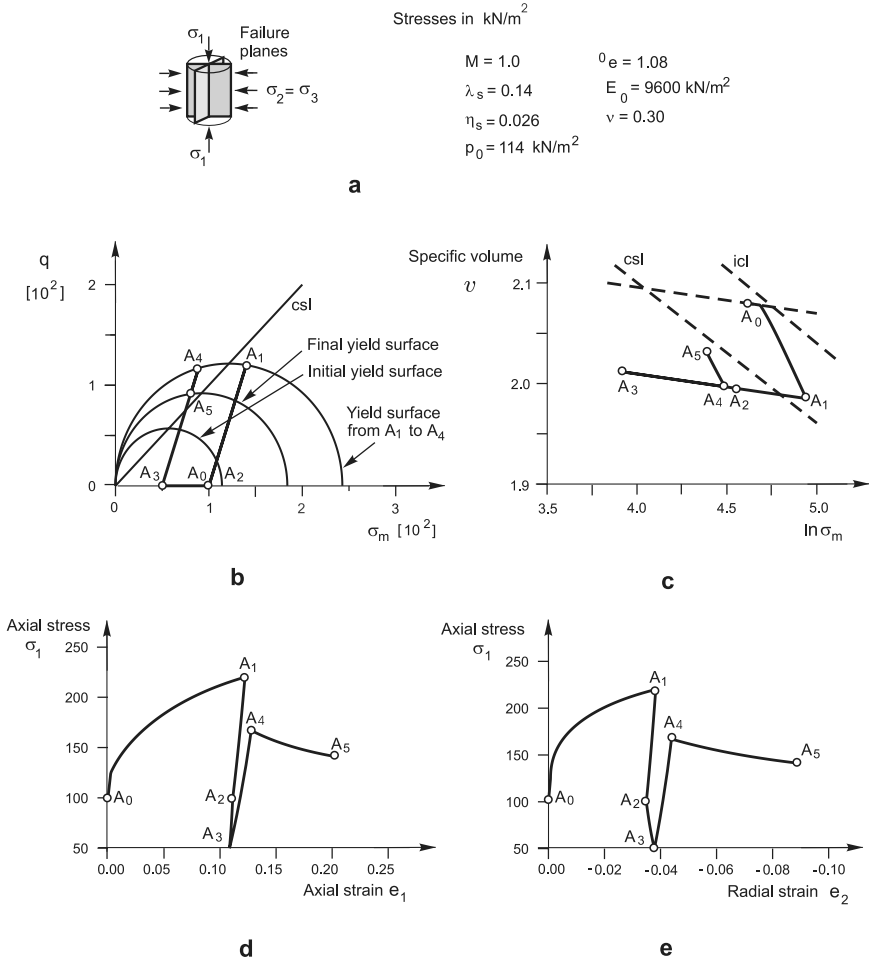 Stresses in kN/m²
σ₁
Failure
planes
σ₂ = σ₃
σ₁
M = 1.0
⁰e = 1.08
λₛ = 0.14
E₀ = 9600 kN/m²
ηₛ = 0.026
ν = 0.30
p₀ = 114 kN/m²
a
q
[10²]
2
1
0
csl
A₄
A₁
Final yield surface
Initial yield surface
A₅
Yield surface
from A₁ to A₄
A₃
A₀
A₂
0
1
2
3
σₘ [10²]
b
Specific volume
υ
csl
icl
2.1
2.0
1.9
A₀
A₅
A₃
A₄
A₂
A₁
3.5
4.0
4.5
5.0
ln σₘ
c
Axial stress
σ₁
250
200
150
100
50
A₁
A₄
A₅
A₀
A₂
A₃
0.00
0.05
0.10
0.15
0.20
0.25
Axial strain e₁
d
Axial stress
σ₁
250
200
150
100
50
A₁
A₄
A₅
A₀
A₂
A₃
0.00
-0.02
-0.04
-0.06
-0.08
-0.10
Radial strain e₂
e